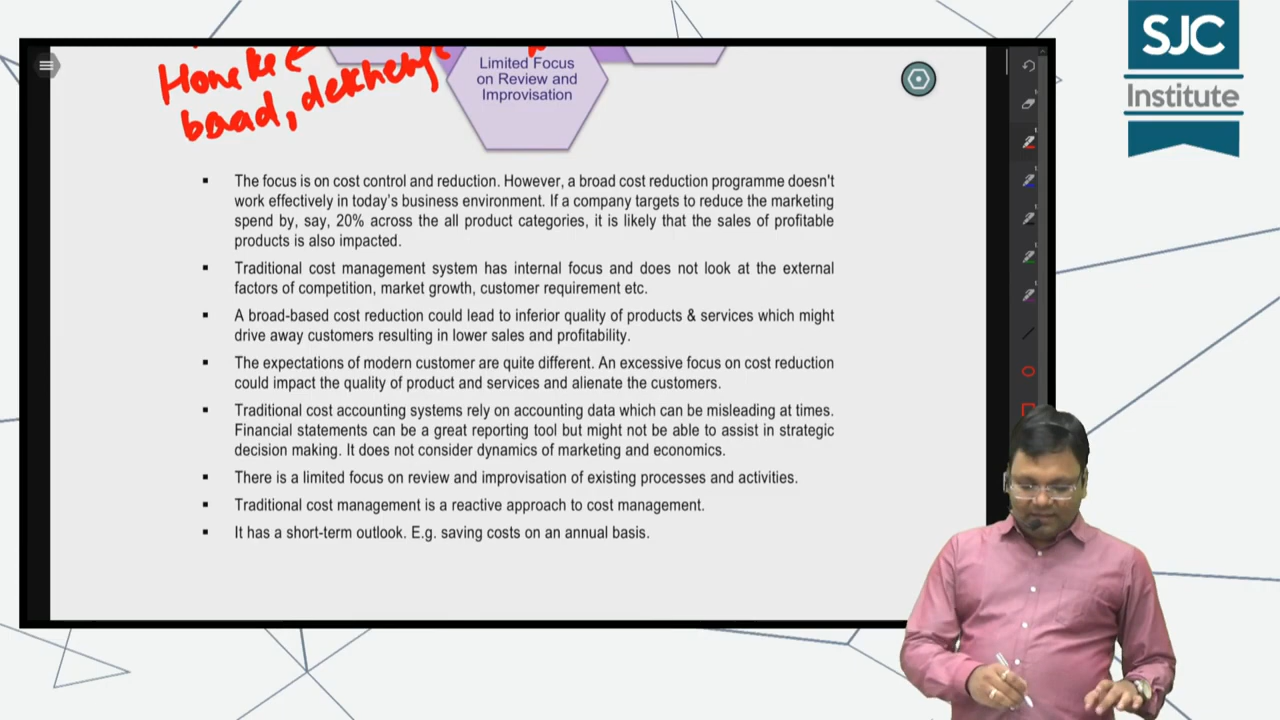 SJC
Institute
Hone ke
baad, dekhenge
Limited Focus
on Review and
Improvisation
▪ The focus is on cost control and reduction. However, a broad cost reduction programme doesn't
work effectively in today's business environment. If a company targets to reduce the marketing
spend by, say, 20% across the all product categories, it is likely that the sales of profitable
products is also impacted.
▪ Traditional cost management system has internal focus and does not look at the external
factors of competition, market growth, customer requirement etc.
▪ A broad-based cost reduction could lead to inferior quality of products & services which might
drive away customers resulting in lower sales and profitability.
▪ The expectations of modern customer are quite different. An excessive focus on cost reduction
could impact the quality of product and services and alienate the customers.
▪ Traditional cost accounting systems rely on accounting data which can be misleading at times.
Financial statements can be a great reporting tool but might not be able to assist in strategic
decision making. It does not consider dynamics of marketing and economics.
▪ There is a limited focus on review and improvisation of existing processes and activities.
▪ Traditional cost management is a reactive approach to cost management.
▪ It has a short-term outlook. E.g. saving costs on an annual basis.